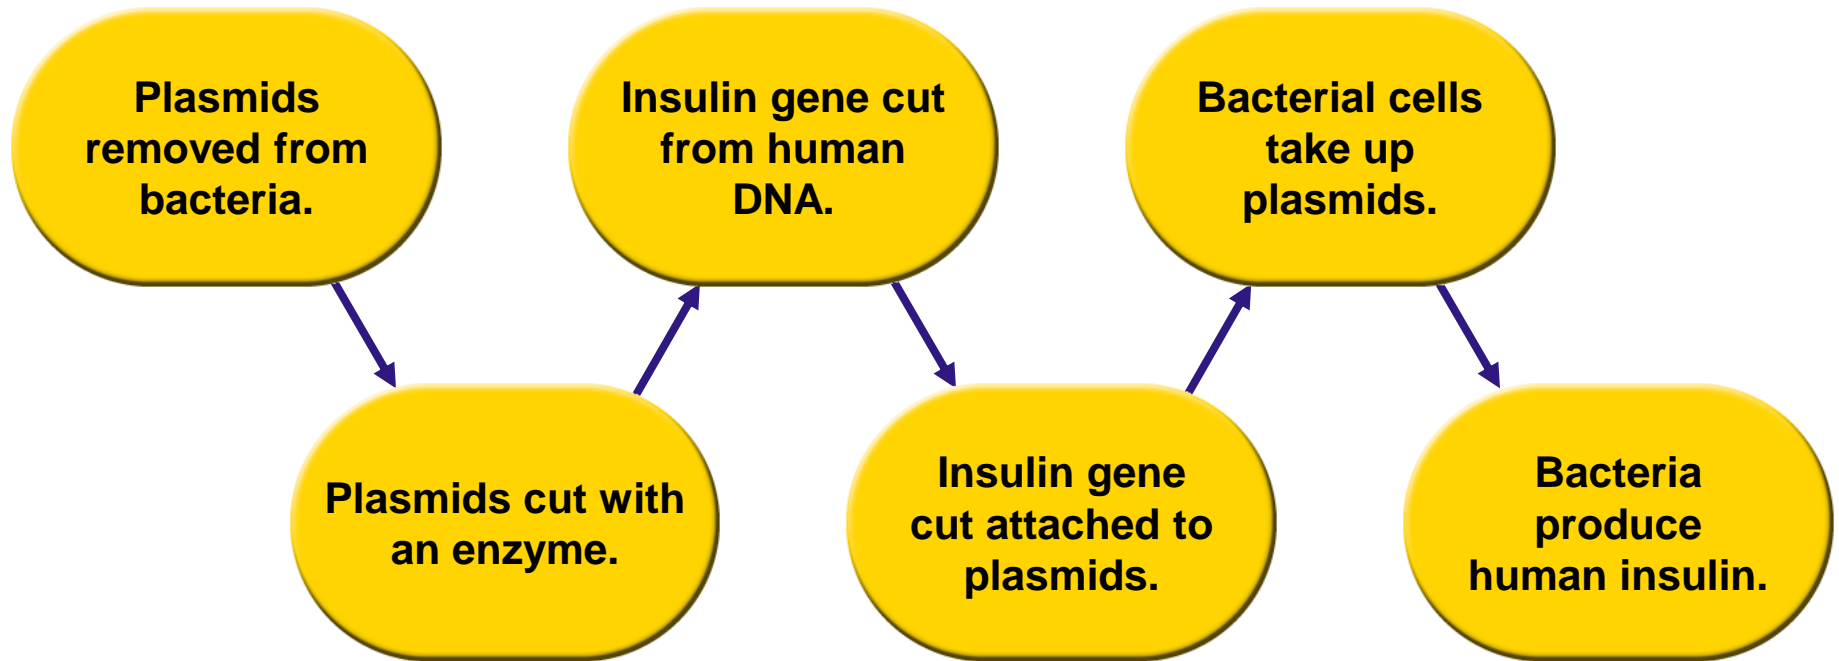 Plasmids
removed from
bacteria.
Plasmids cut with
an enzyme.
Insulin gene cut
from human
DNA.
Insulin gene
cut attached to
plasmids.
Bacterial cells
take up
plasmids.
Bacteria
produce
human insulin.